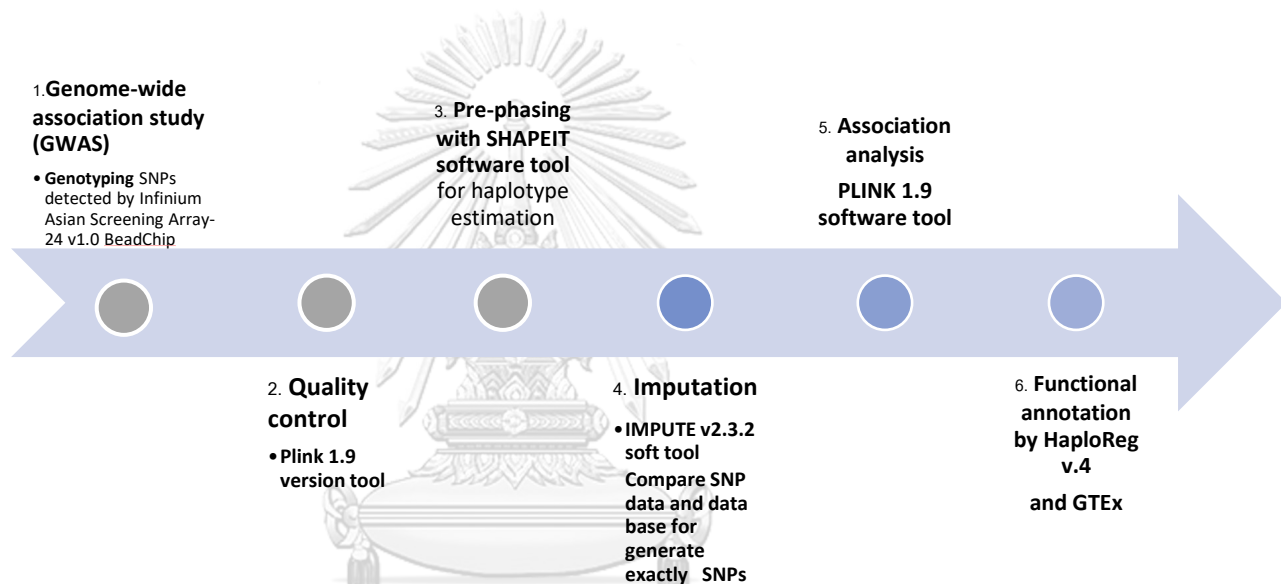 1.Genome-wide
association study
(GWAS)
• Genotyping SNPs
detected by Infinium
Asian Screening Array-
24 v1.0 BeadChip
2. Quality
control
• Plink 1.9
version tool
3. Pre-phasing
with SHAPEIT
software tool
for haplotype
estimation
4. Imputation
• IMPUTE v2.3.2
soft tool
Compare SNP
data and data
base for
generate
exactly SNPs
5. Association
analysis
PLINK 1.9
software tool
6. Functional
annotation
by HaploReg
v.4
and GTEx